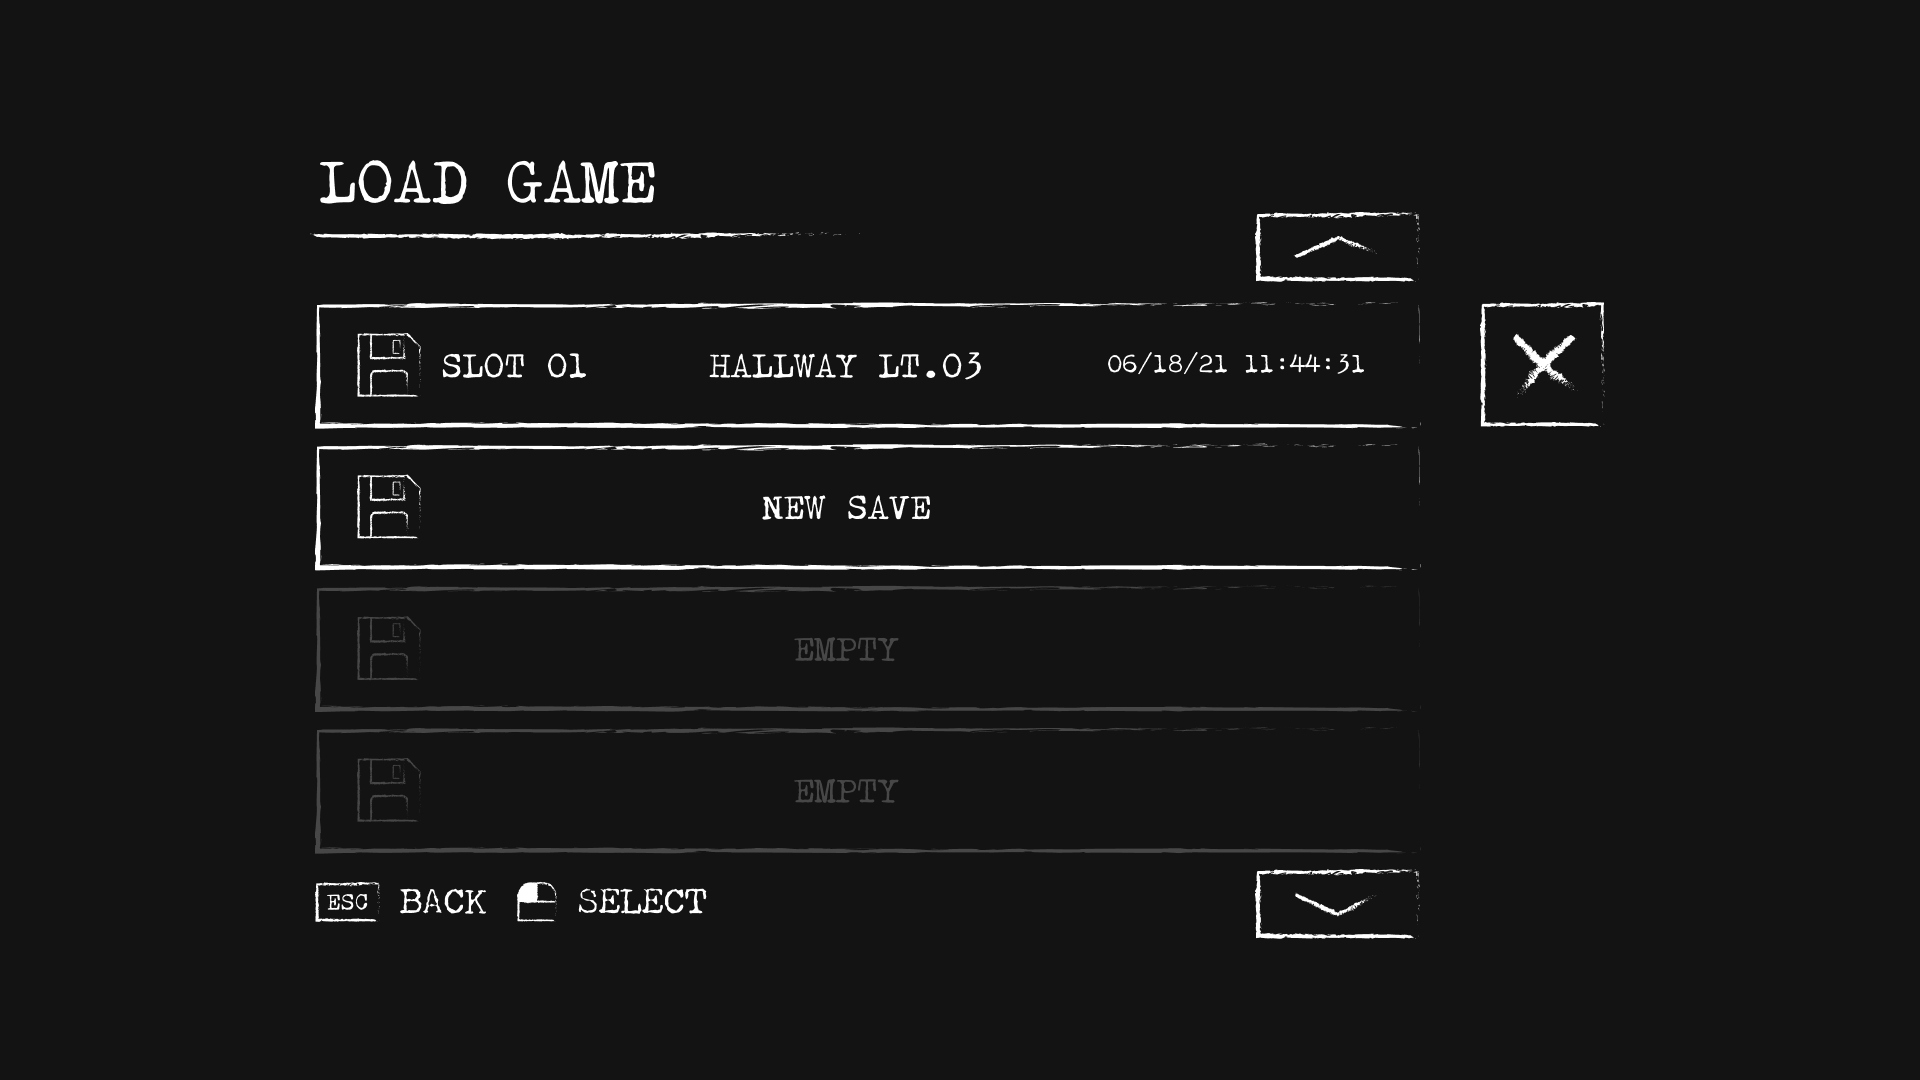 LOAD GAME
SLOT 01 HALLWAY LT.03 06/18/21 11:44:31
NEW SAVE
EMPTY
EMPTY
ESC BACK SELECT